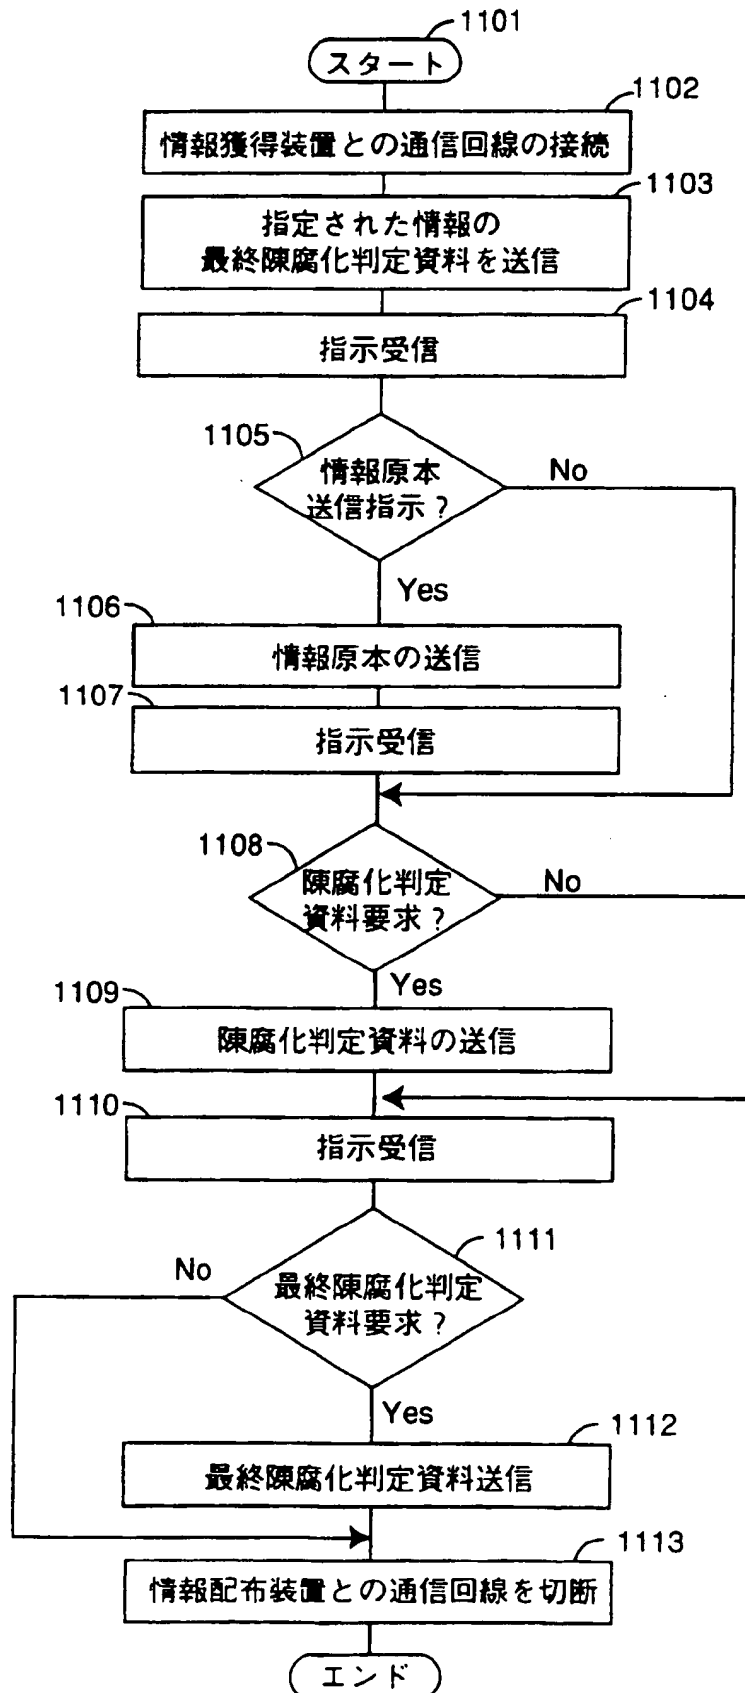 1101
スタート
1102
情報獲得装置との通信回線の接続
1103
指定された情報の
最終陳腐化判定資料を送信
1104
指示受信
1105
情報原本
送信指示？
No
Yes
1106
情報原本の送信
1107
指示受信
1108
陳腐化判定
資料要求？
No
Yes
1109
陳腐化判定資料の送信
1110
指示受信
1111
No
最終陳腐化判定
資料要求？
Yes
1112
最終陳腐化判定資料送信
1113
情報配布装置との通信回線を切断
エンド